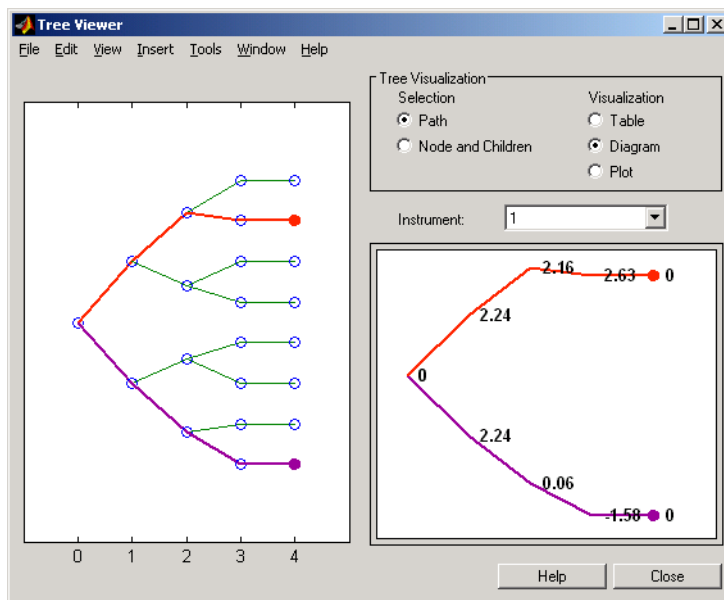 Tree Viewer
File Edit View Insert Tools Window Help
Tree Visualization
Selection
Visualization
Path
Table
Node and Children
Diagram
Plot
Instrument:
1
2.16
2.63
0
2.24
0
2.24
0.06
-1.58
0
0 1 2 3 4
Help
Close